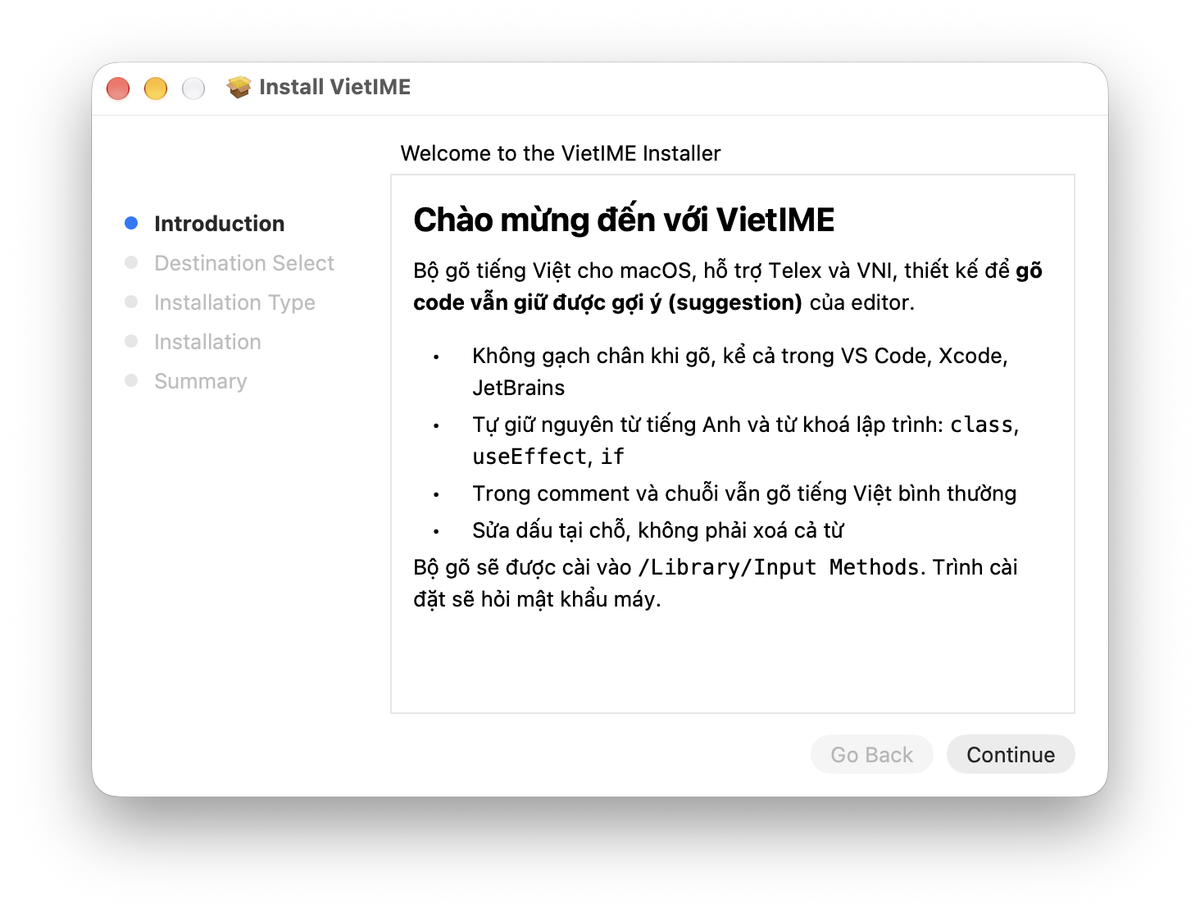 Install VietIME
Welcome to the VietIME Installer
Introduction
Destination Select
Installation Type
Installation
Summary
Chào mừng đến với VietIME
Bộ gõ tiếng Việt cho macOS, hỗ trợ Telex và VNI, thiết kế để gõ
code vẫn giữ được gợi ý (suggestion) của editor.
• Không gạch chân khi gõ, kể cả trong VS Code, Xcode,
JetBrains
• Tự giữ nguyên từ tiếng Anh và từ khoá lập trình: class,
useEffect, if
• Trong comment và chuỗi vẫn gõ tiếng Việt bình thường
• Sửa dấu tại chỗ, không phải xoá cả từ
Bộ gõ sẽ được cài vào /Library/Input Methods. Trình cài
đặt sẽ hỏi mật khẩu máy.
Go Back
Continue